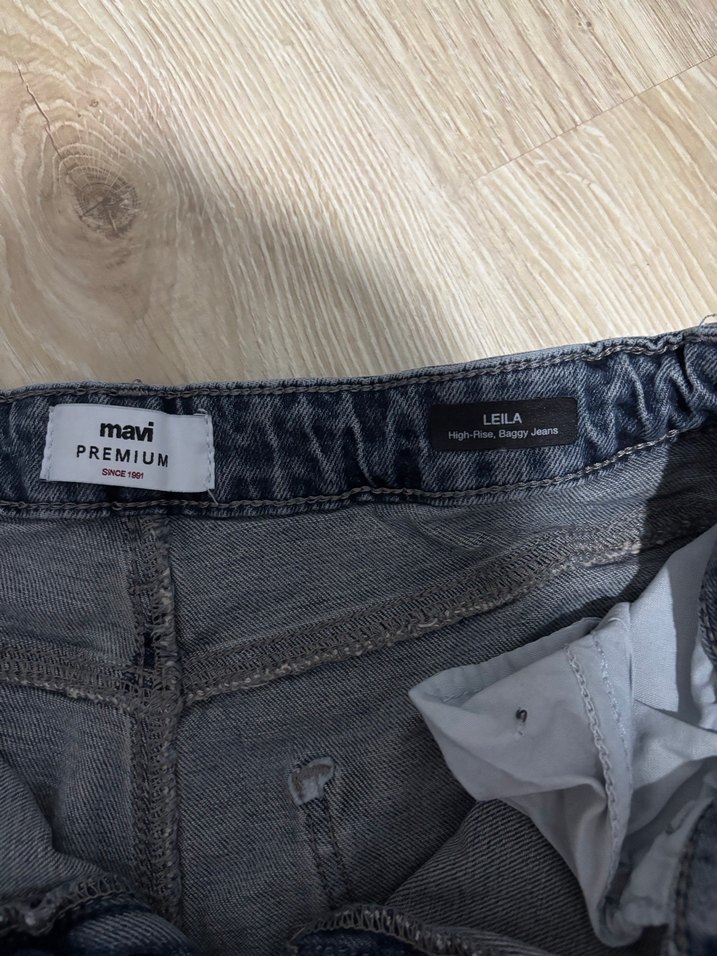 mavi
PREMIUM
SINCE 1991
LEILA
High-Rise, Baggy Jeans